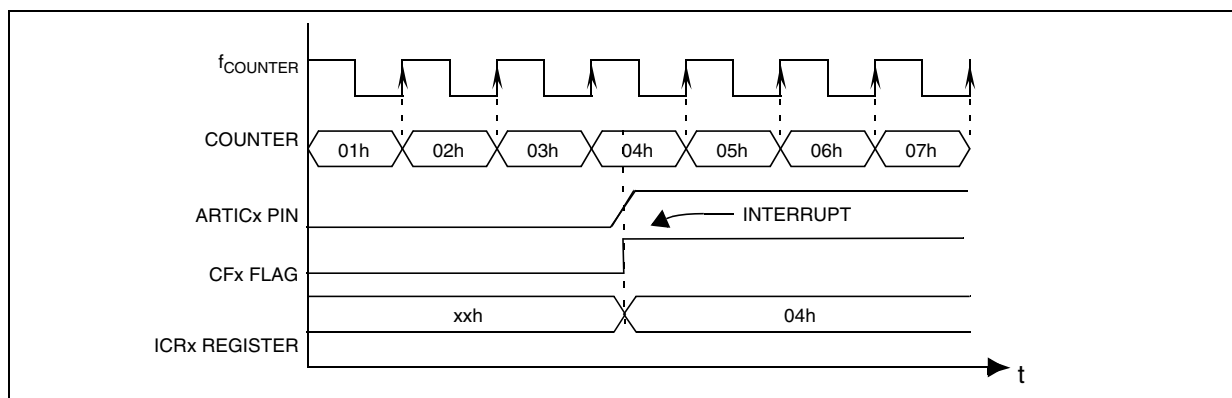 fCOUNTER
COUNTER
01h 02h 03h 04h 05h 06h 07h
ARTICx PIN
INTERRUPT
CFx FLAG
xxh 04h
ICRx REGISTER
t